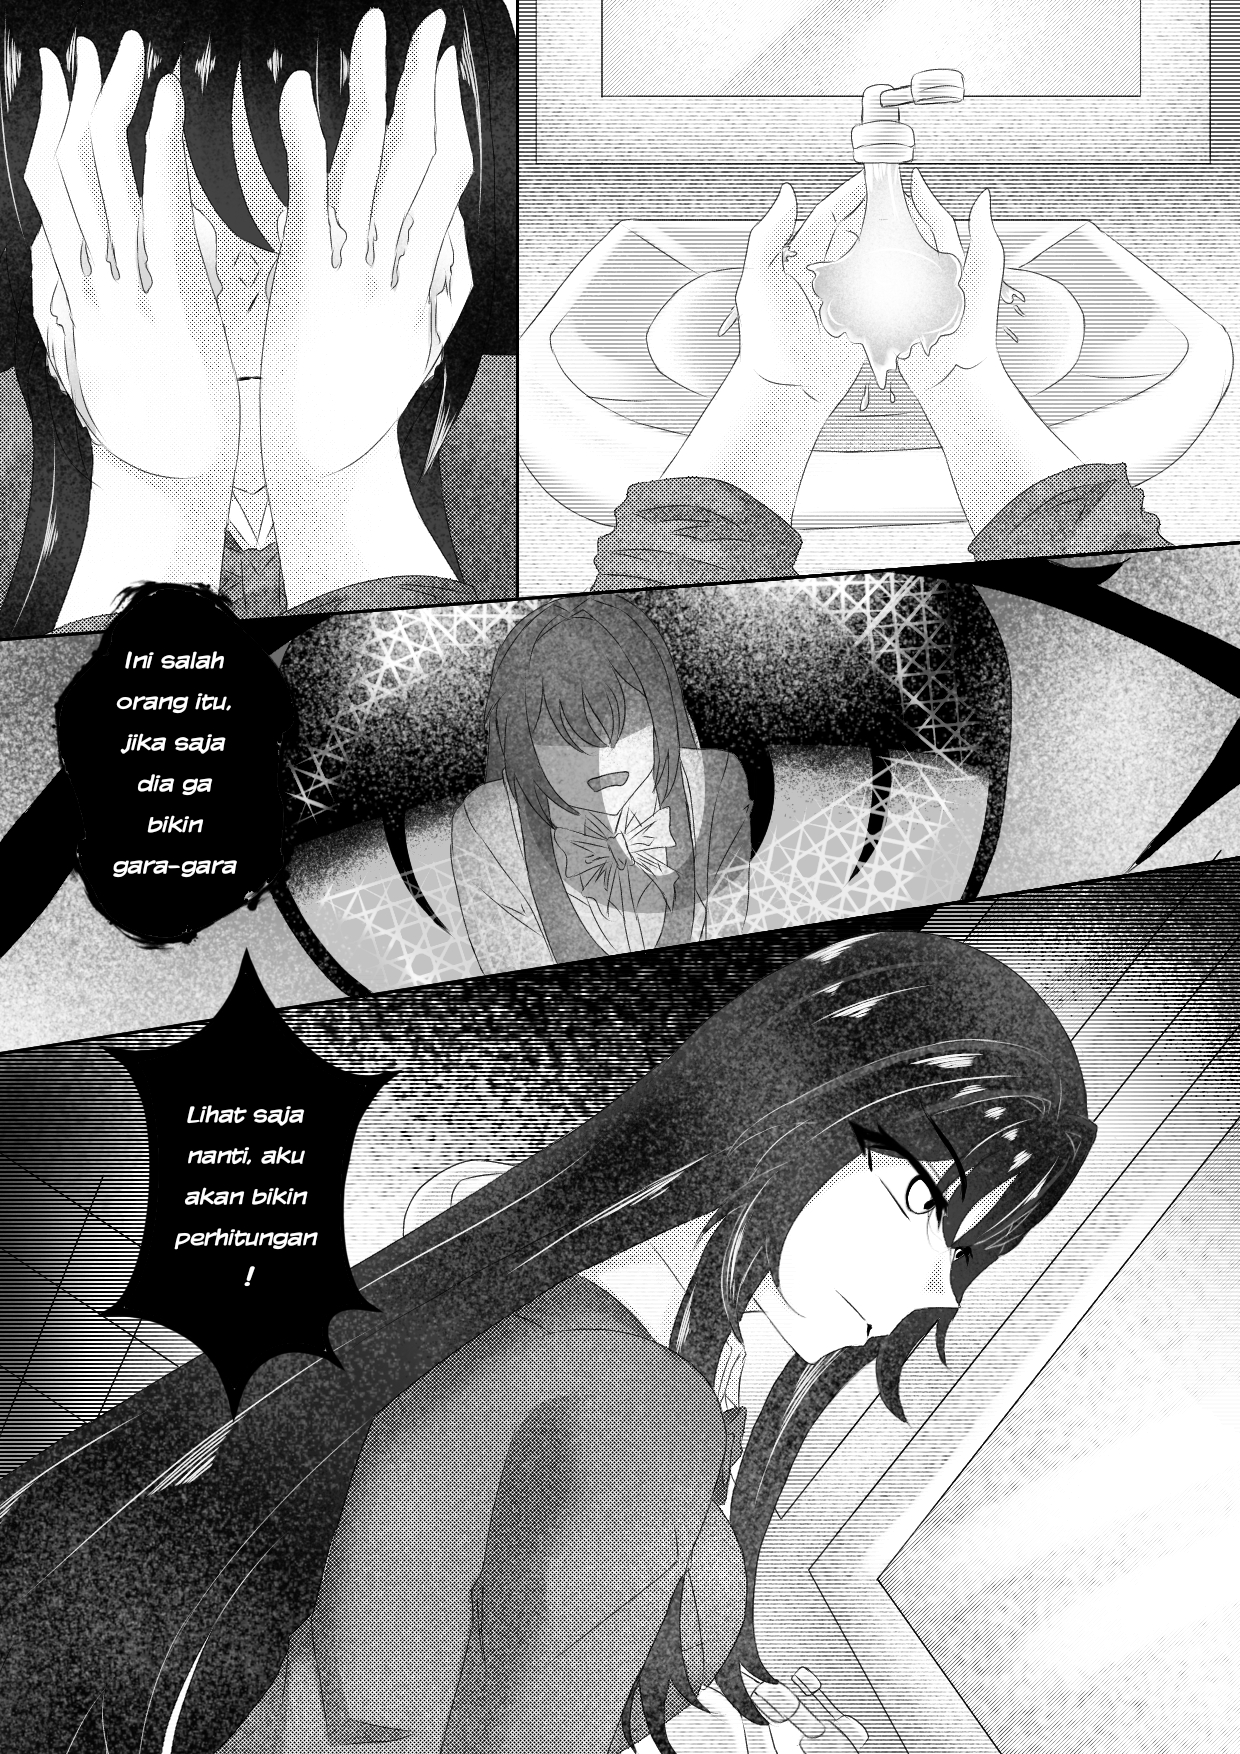 Ini salah
orang itu,
jika saja
dia ga
bikin
gara-gara
Lihat saja
nanti, aku
akan bikin
perhitungan
!